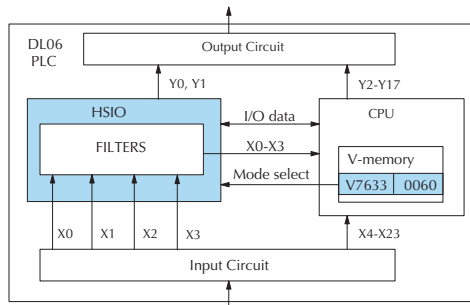 DL06
PLC
Output Circuit
Y0, Y1
Y2-Y17
HSIO
I/O data
CPU
FILTERS
X0-X3
V-memory
Mode select
V7633 0060
X0 X1 X2 X3 X4-X23
Input Circuit